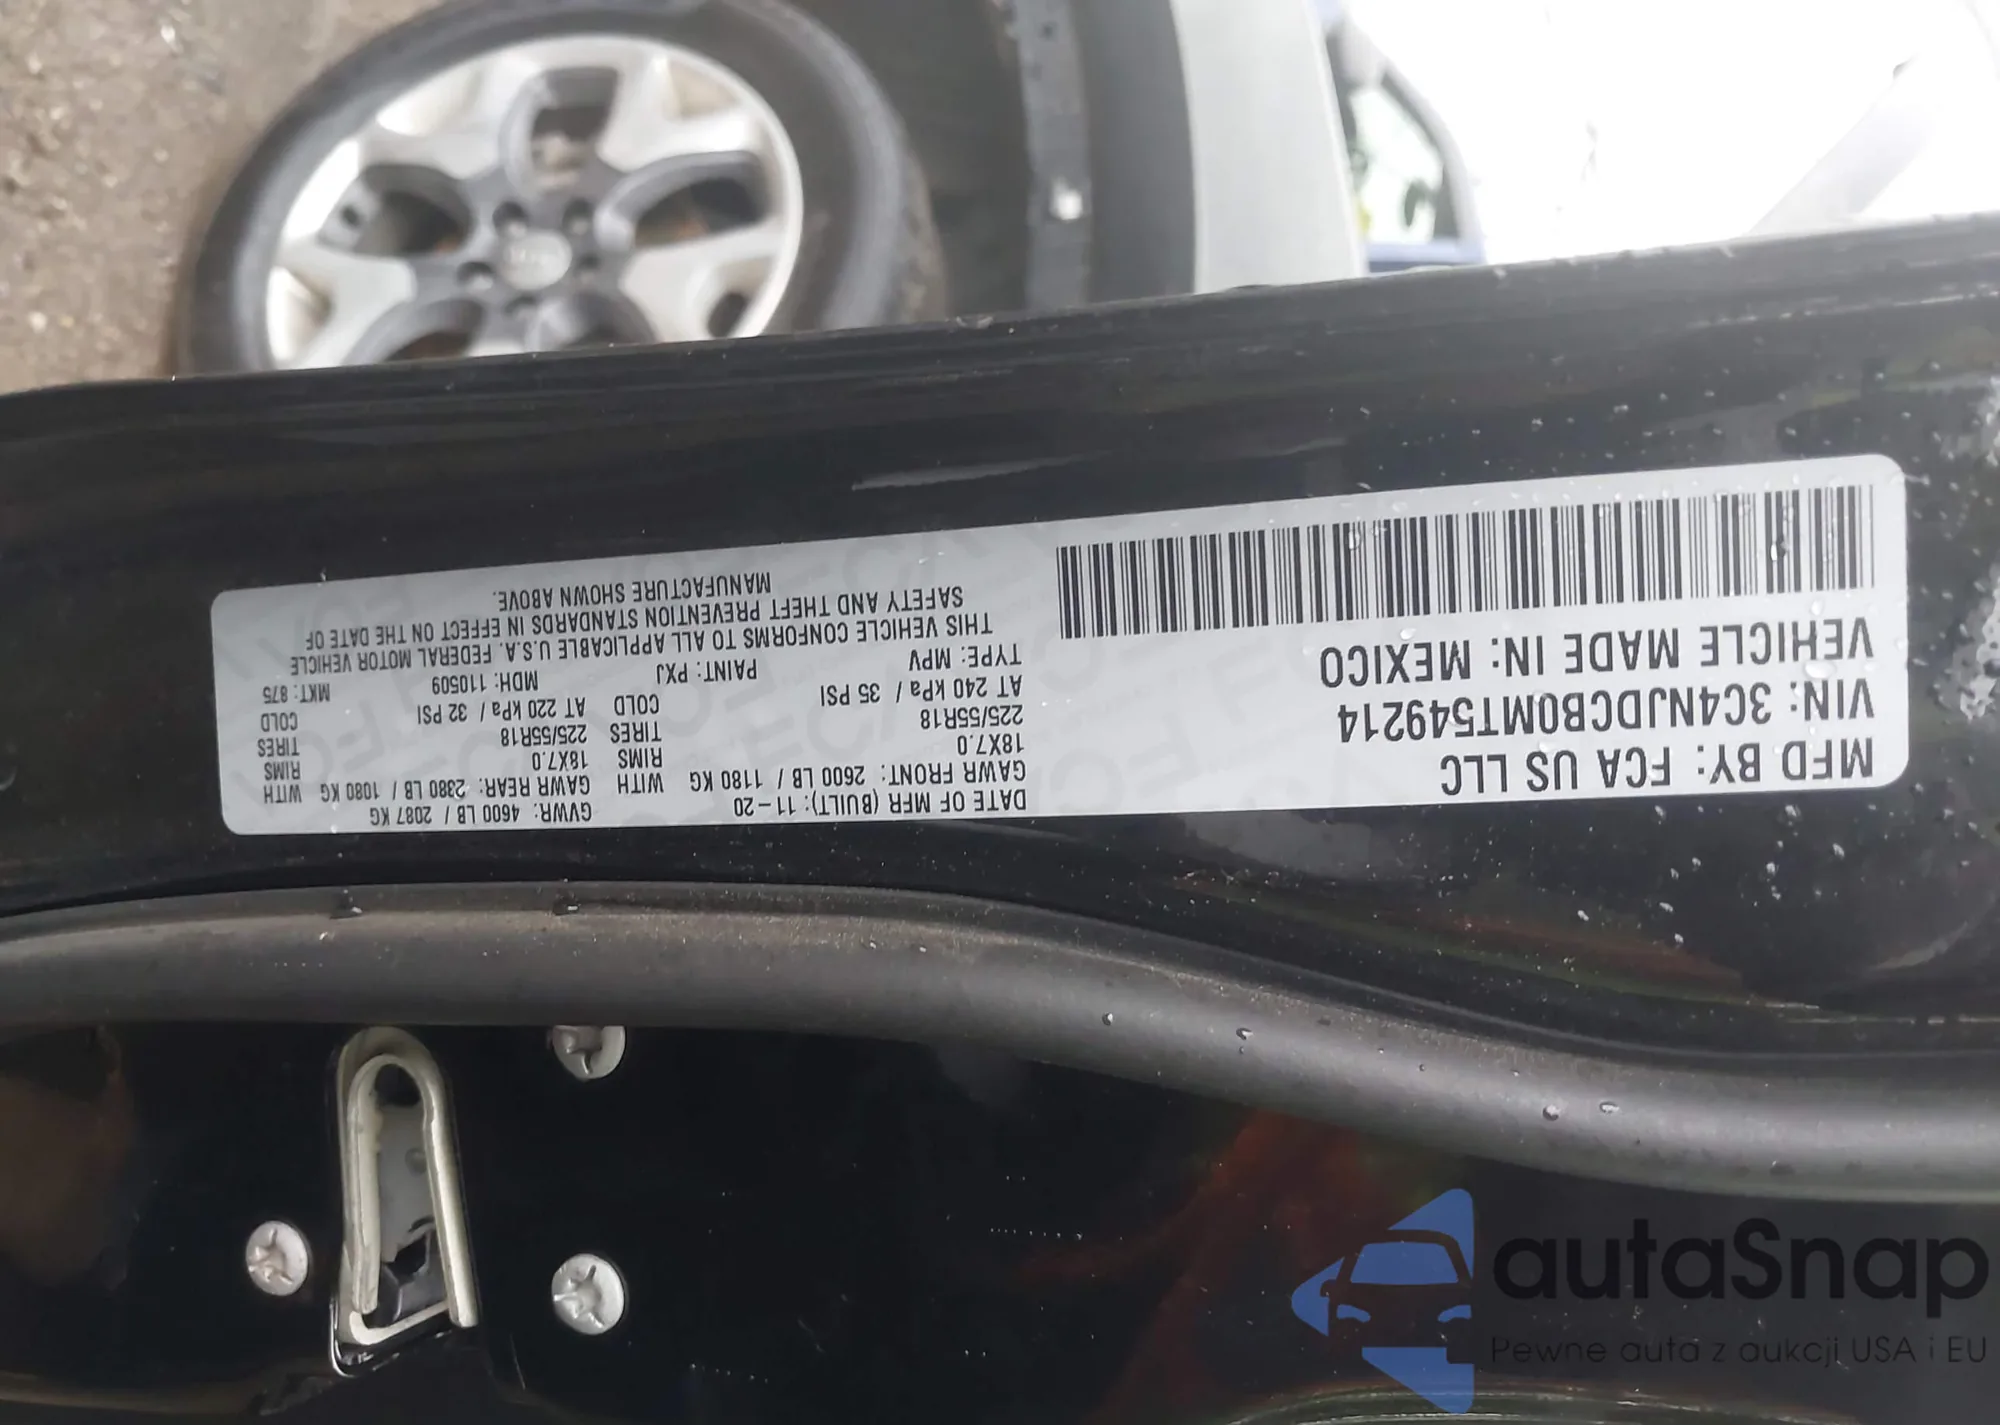 MFD BY: FCA US LLC
VIN: 3C4NJDCB0MT549214
VEHICLE MADE IN: MEXICO
DATE OF MFR (BUILT): 11-20 GVWR: 4600 LB / 2087 KG
GAWR FRONT: 2600 LB / 1180 KG WITH GAWR REAR: 2380 LB / 1080 KG WITH
18X7.0 RIMS 18X7.0 RIMS
225/55R18 TIRES 225/55R18 TIRES
AT 240 kPa / 35 PSI COLD AT 220 kPa / 32 PSI COLD
TYPE: MPV PAINT: PXJ MDH: 110509 MKT: 875
THIS VEHICLE CONFORMS TO ALL APPLICABLE U.S.A. FEDERAL MOTOR VEHICLE
SAFETY AND THEFT PREVENTION STANDARDS IN EFFECT ON THE DATE OF
MANUFACTURE SHOWN ABOVE.
autaSnap
Pewne auta z aukcji USA i EU